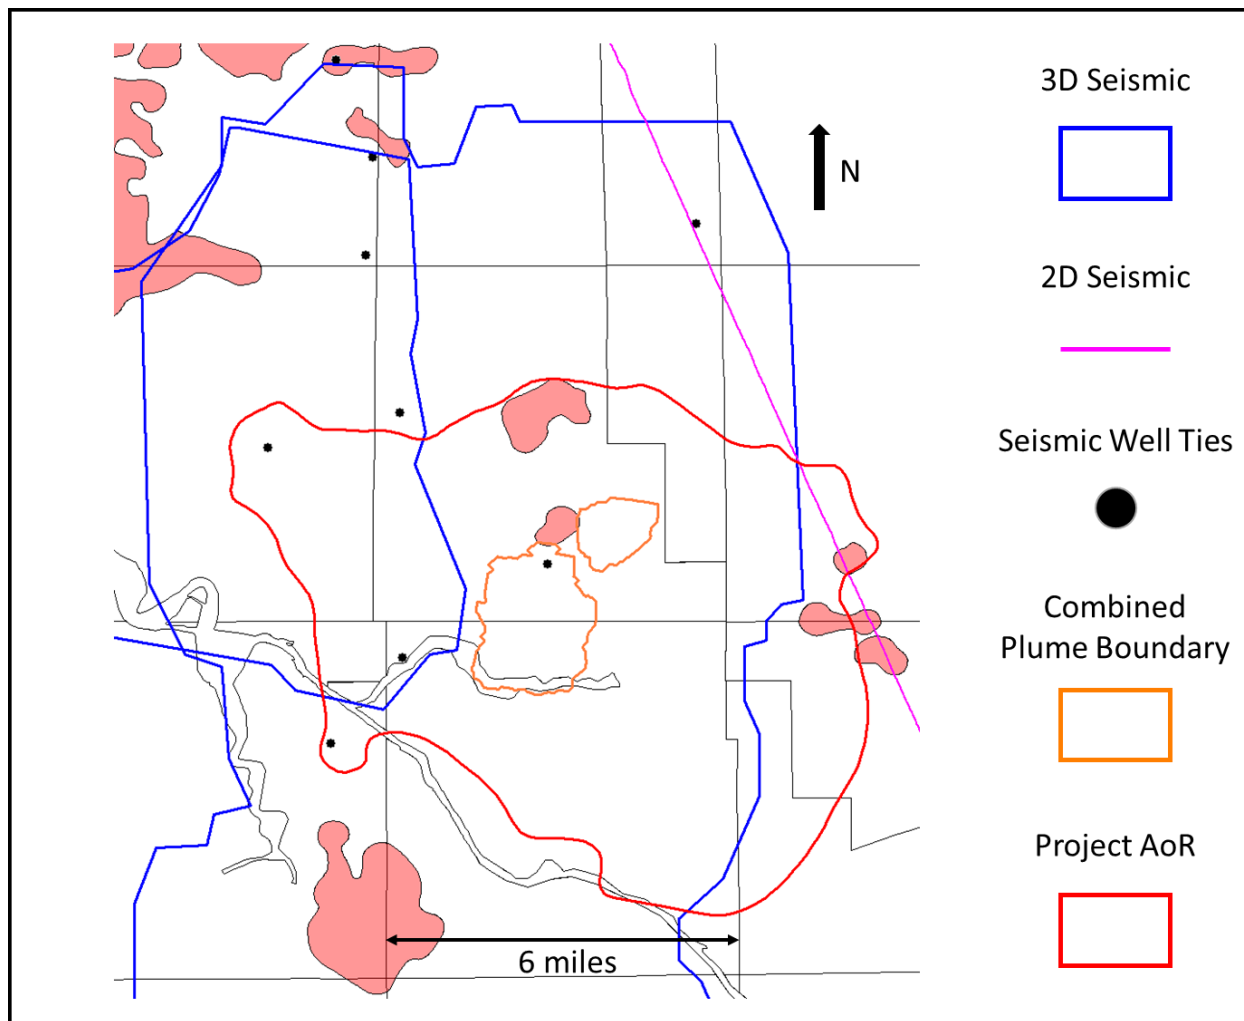 3D Seismic
N
2D Seismic
Seismic Well Ties
Combined
Plume Boundary
Project AoR
6 miles